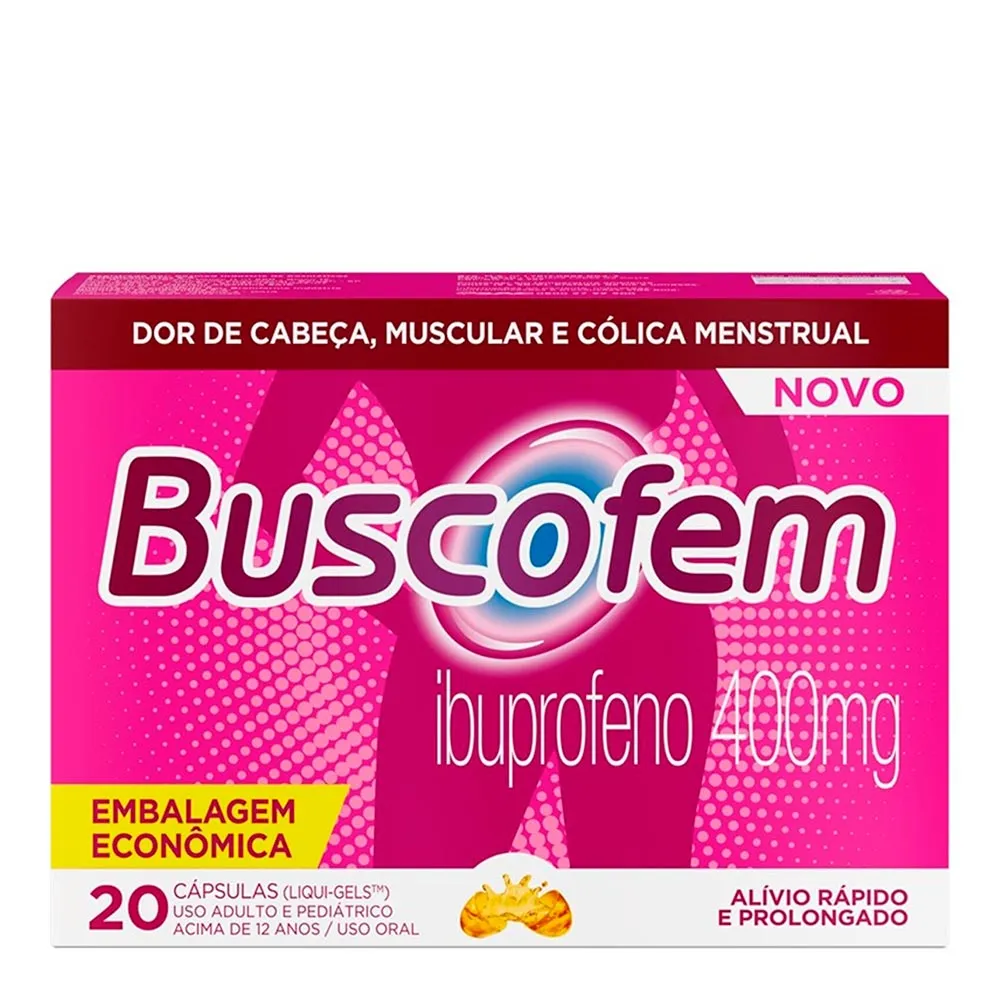 DOR DE CABEÇA, MUSCULAR E CÓLICA MENSTRUAL
NOVO
Buscofem
ibuprofeno 400mg
EMBALAGEM
ECONÔMICA
20 CÁPSULAS (LIQUI-GELS™)
USO ADULTO E PEDIÁTRICO
ACIMA DE 12 ANOS / USO ORAL
ALÍVIO RÁPIDO
E PROLONGADO